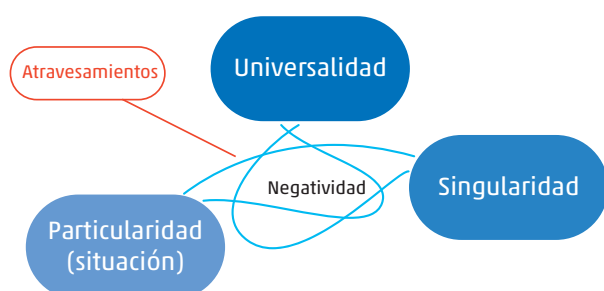 Universalidad
Atravesamientos
Negatividad
Singularidad
Particularidad
(situación)